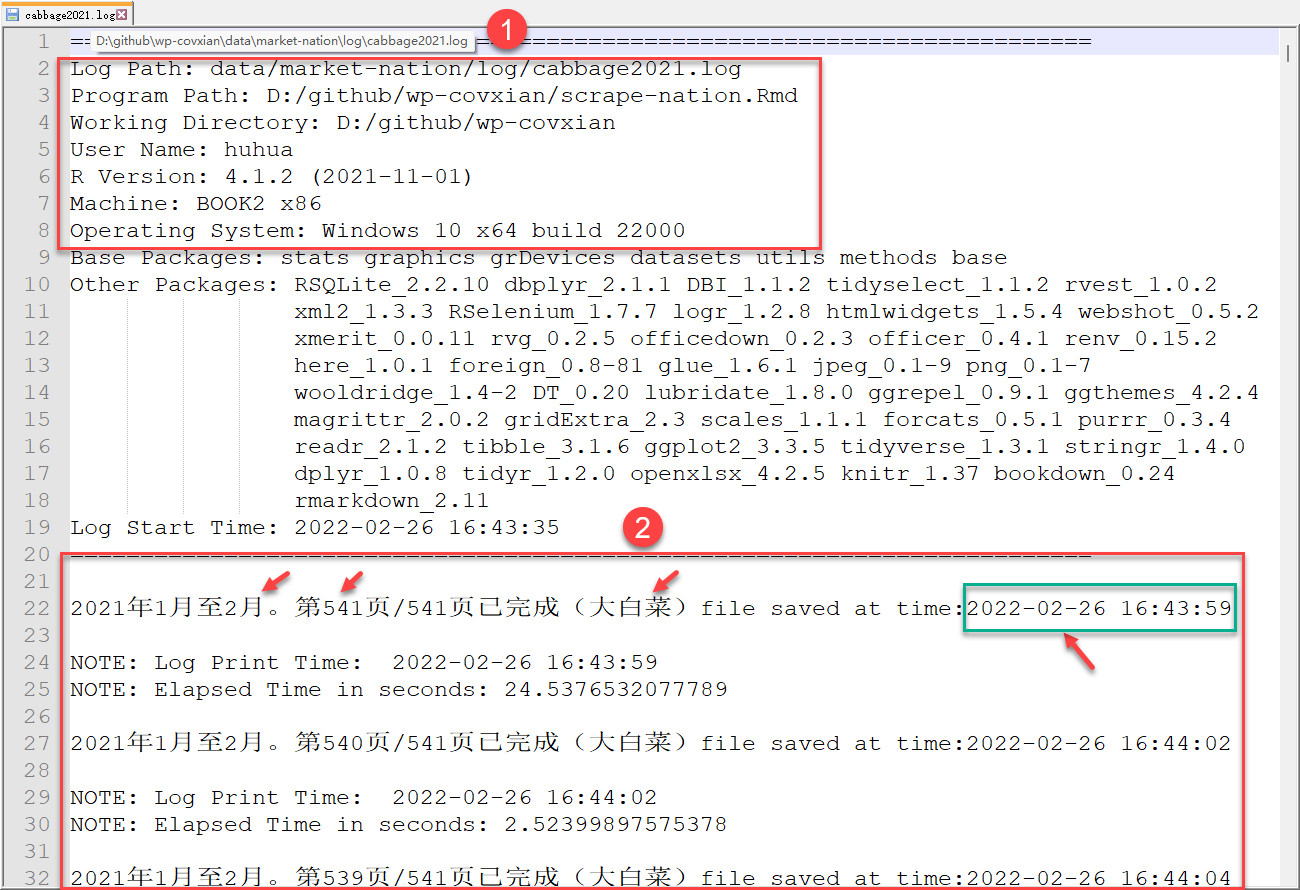 cabbage2021.log
D:\github\wp-covxian\data\market-nation\log\cabbage2021.log
1
1 ==========================================================================
2 Log Path: data/market-nation/log/cabbage2021.log
3 Program Path: D:/github/wp-covxian/scrape-nation.Rmd
4 Working Directory: D:/github/wp-covxian
5 User Name: huhua
6 R Version: 4.1.2 (2021-11-01)
7 Machine: BOOK2 x86
8 Operating System: Windows 10 x64 build 22000
9 Base Packages: stats graphics grDevices datasets utils methods base
10 Other Packages: RSQLite_2.2.10 dbplyr_2.1.1 DBI_1.1.2 tidyselect_1.1.2 rvest_1.0.2
11 xml2_1.3.3 RSelenium_1.7.7 logr_1.2.8 htmlwidgets_1.5.4 webshot_0.5.2
12 xmerit_0.0.11 rvg_0.2.5 officedown_0.2.3 officer_0.4.1 renv_0.15.2
13 here_1.0.1 foreign_0.8-81 glue_1.6.1 jpeg_0.1-9 png_0.1-7
14 wooldridge_1.4-2 DT_0.20 lubridate_1.8.0 ggrepel_0.9.1 ggthemes_4.2.4
15 magrittr_2.0.2 gridExtra_2.3 scales_1.1.1 forcats_0.5.1 purrr_0.3.4
16 readr_2.1.2 tibble_3.1.6 ggplot2_3.3.5 tidyverse_1.3.1 stringr_1.4.0
17 dplyr_1.0.8 tidyr_1.2.0 openxlsx_4.2.5 knitr_1.37 bookdown_0.24
18 rmarkdown_2.11
19 Log Start Time: 2022-02-26 16:43:35
2
20 =========================================================================
21
22 2021年1月至2月。第541页/541页已完成（大白菜）file saved at time:2022-02-26 16:43:59
23
24 NOTE: Log Print Time:  2022-02-26 16:43:59
25 NOTE: Elapsed Time in seconds: 24.5376532077789
26
27 2021年1月至2月。第540页/541页已完成（大白菜）file saved at time:2022-02-26 16:44:02
28
29 NOTE: Log Print Time:  2022-02-26 16:44:02
30 NOTE: Elapsed Time in seconds: 2.52399897575378
31
32 2021年1月至2月。第539页/541页已完成（大白菜）file saved at time:2022-02-26 16:44:04